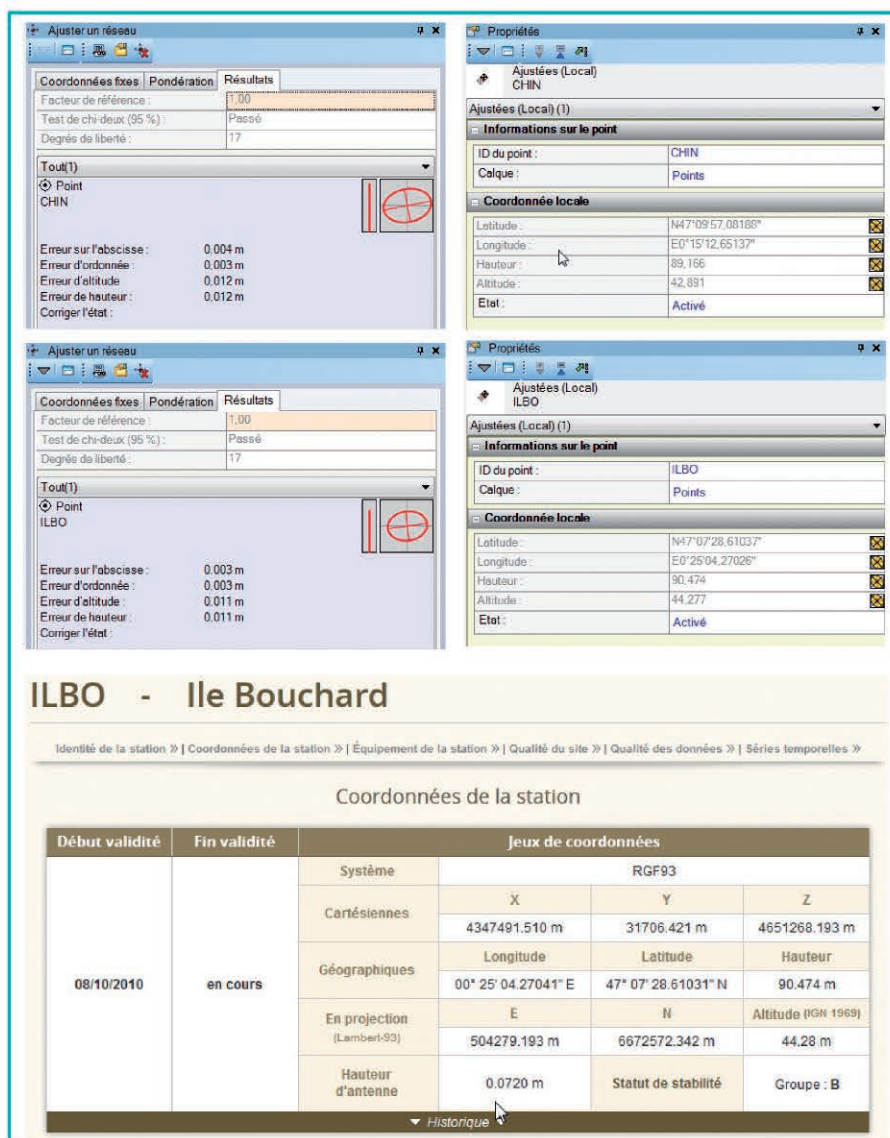 Ajuster un réseau
Coordonnées fixes Pondération Résultats
Facteur de référence : 1,00
Test de chi-deux (95 %) : Passé
Degrés de liberté : 17
Tout(1)
Point
CHIN
Erreur sur l'abscisse : 0,004 m
Erreur d'ordonnée : 0,003 m
Erreur d'altitude 0,012 m
Erreur de hauteur : 0,012 m
Corriger l'état :
Propriétés
Ajustées (Local)
CHIN
Ajustées (Local) (1)
Informations sur le point
ID du point : CHIN
Calque : Points
Coordonnée locale
Latitude : N47°09'57,08188"
Longitude : E0°15'12,65137"
Hauteur : 89,166
Altitude : 42,891
Etat : Activé
Ajuster un réseau
Coordonnées fixes Pondération Résultats
Facteur de référence : 1,00
Test de chi-deux (95 %) : Passé
Degrés de liberté : 17
Tout(1)
Point
ILBO
Erreur sur l'abscisse : 0,003 m
Erreur d'ordonnée : 0,003 m
Erreur d'altitude : 0,011 m
Erreur de hauteur : 0,011 m
Corriger l'état :
Propriétés
Ajustées (Local)
ILBO
Ajustées (Local) (1)
Informations sur le point
ID du point : ILBO
Calque : Points
Coordonnée locale
Latitude : N47°07'28,61037"
Longitude : E0°25'04,27026"
Hauteur : 90,474
Altitude : 44,277
Etat : Activé
ILBO - Ile Bouchard
Identité de la station » | Coordonnées de la station » | Équipement de la station » | Qualité du site » | Qualité des données » | Séries temporelles »
Coordonnées de la station
Début validité Fin validité Jeux de coordonnées
Système RGF93
Cartésiennes X Y Z
4347491.510 m 31706.421 m 4651268.193 m
Géographiques Longitude Latitude Hauteur
08/10/2010 en cours 00° 25' 04.27041" E 47° 07' 28.61031" N 90.474 m
En projection (Lambert-93) E N Altitude (IGN 1969)
504279.193 m 6672572.342 m 44.28 m
Hauteur d'antenne 0.0720 m Statut de stabilité Groupe : B
Historique